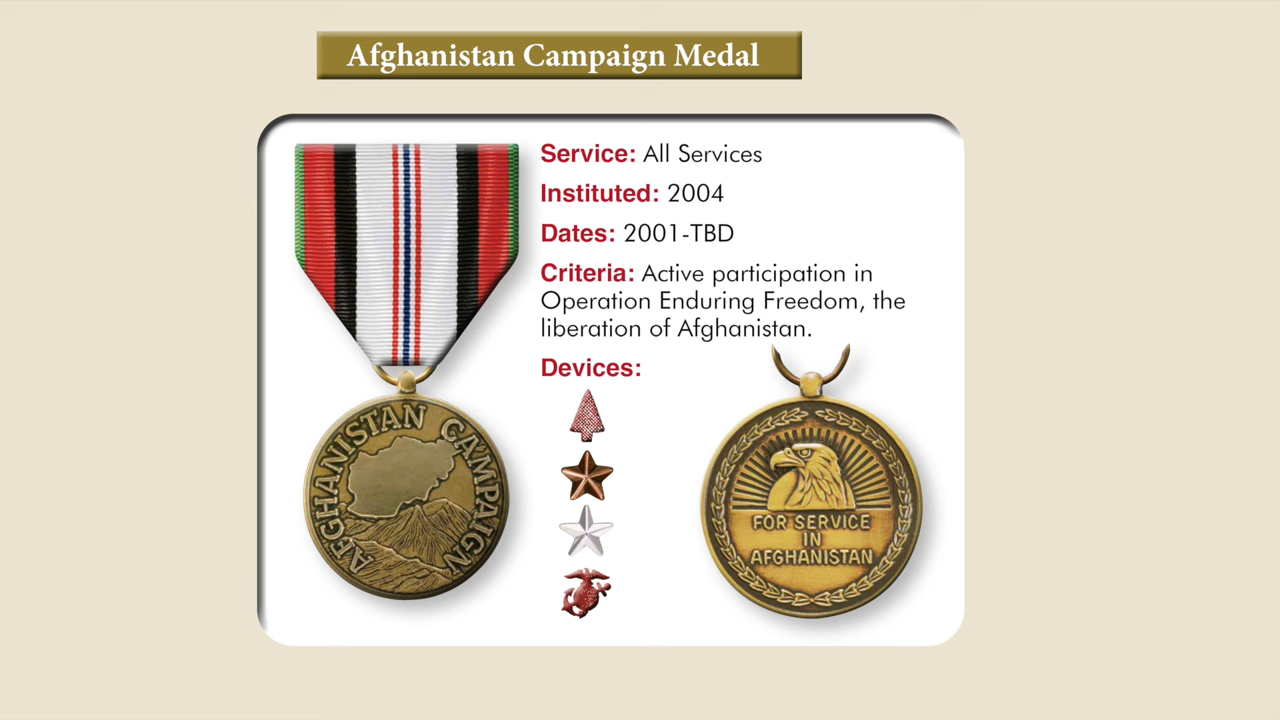 Afghanistan Campaign Medal
Service: All Services
Instituted: 2004
Dates: 2001-TBD
Criteria: Active participation in
Operation Enduring Freedom, the
liberation of Afghanistan.
Devices:
AFGHANISTAN CAMPAIGN
FOR SERVICE
IN
AFGHANISTAN